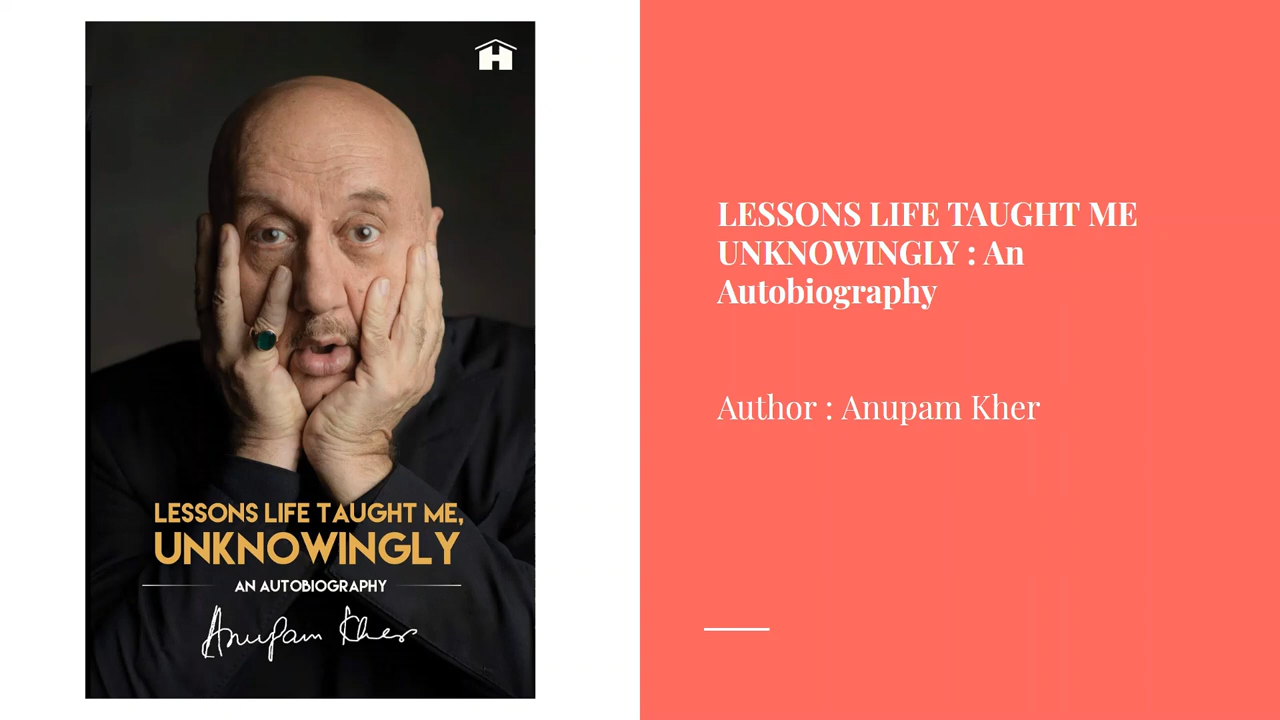 LESSONS LIFE TAUGHT ME,
UNKNOWINGLY
AN AUTOBIOGRAPHY
Anupam Kher
LESSONS LIFE TAUGHT ME
UNKNOWINGLY : An
Autobiography
Author : Anupam Kher